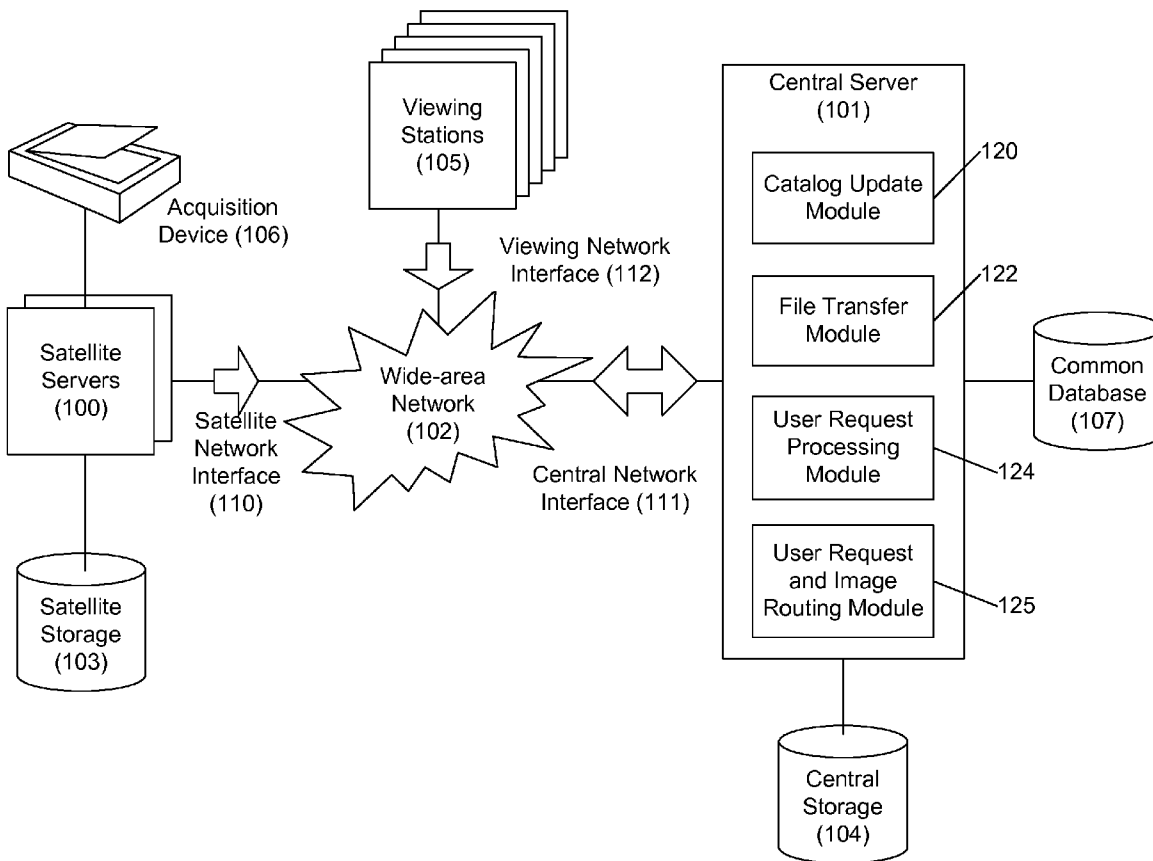 Viewing
Stations
(105)
Central Server
(101)
120
Catalog Update
Module
Acquisition
Device (106)
Viewing Network
Interface (112)
122
File Transfer
Module
Satellite
Servers
(100)
Wide-area
Network
(102)
Common
Database
(107)
Satellite
Network
Interface
(110)
Central Network
Interface (111)
User Request
Processing
Module
124
User Request
and Image
Routing Module
125
Satellite
Storage
(103)
Central
Storage
(104)